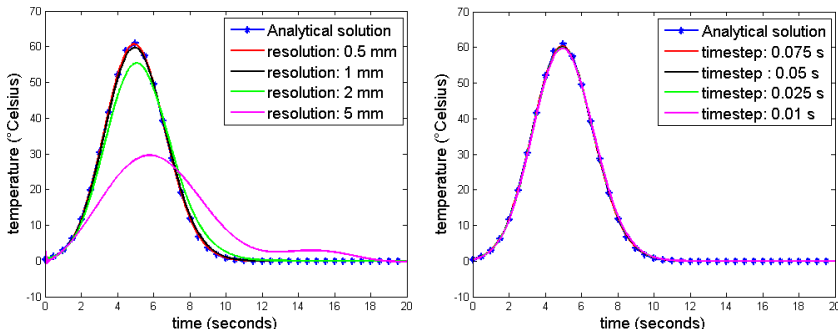 70
60
50
40
30
20
10
0
-10
temperature (°Celsius)
Analytical solution
resolution: 0.5 mm
resolution: 1 mm
resolution: 2 mm
resolution: 5 mm
0 2 4 6 8 10 12 14 16 18 20
time (seconds)
70
60
50
40
30
20
10
0
-10
temperature (°Celsius)
Analytical solution
timestep: 0.075 s
timestep : 0.05 s
timestep: 0.025 s
timestep: 0.01 s
0 2 4 6 8 10 12 14 16 18 20
time (seconds)